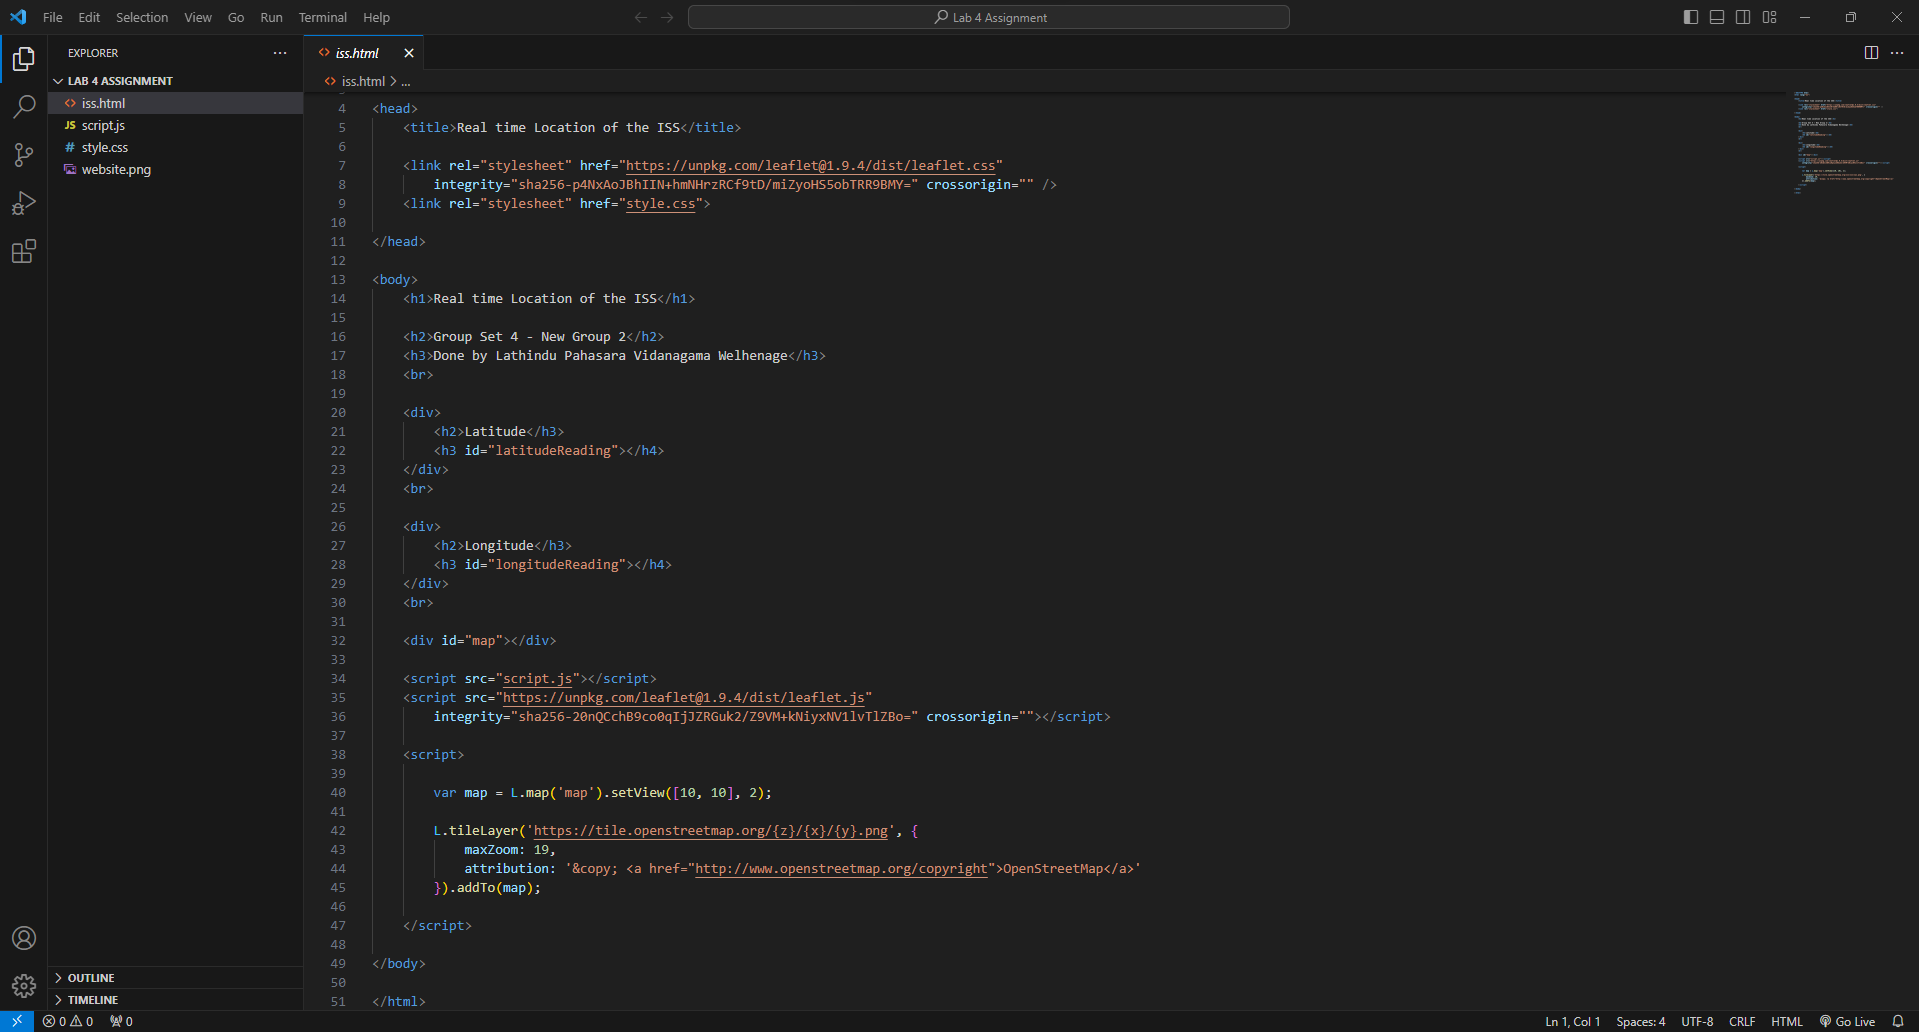 File Edit Selection View Go Run Terminal Help
Lab 4 Assignment
EXPLORER
LAB 4 ASSIGNMENT
iss.html
JS script.js
# style.css
website.png
OUTLINE
TIMELINE
iss.html
iss.html > ...
4 <head>
5 <title>Real time Location of the ISS</title>
6
7 <link rel="stylesheet" href="https://unpkg.com/leaflet@1.9.4/dist/leaflet.css"
8 integrity="sha256-p4NxAoJBhIIN+hmNHrzRCf9tD/miZyoHS5obTRR9BMY=" crossorigin="" />
9 <link rel="stylesheet" href="style.css">
10
11 </head>
12
13 <body>
14 <h1>Real time Location of the ISS</h1>
15
16 <h2>Group Set 4 - New Group 2</h2>
17 <h3>Done by Lathindu Pahasara Vidanagama Welhenage</h3>
18 <br>
19
20 <div>
21 <h2>Latitude</h3>
22 <h3 id="latitudeReading"></h4>
23 </div>
24 <br>
25
26 <div>
27 <h2>Longitude</h3>
28 <h3 id="longitudeReading"></h4>
29 </div>
30 <br>
31
32 <div id="map"></div>
33
34 <script src="script.js"></script>
35 <script src="https://unpkg.com/leaflet@1.9.4/dist/leaflet.js"
36 integrity="sha256-20nQCchB9co0qIjJZRGuk2/Z9VM+kNiyxNV1lvTlZBo=" crossorigin=""></script>
37
38 <script>
39
40 var map = L.map('map').setView([10, 10], 2);
41
42 L.tileLayer('https://tile.openstreetmap.org/{z}/{x}/{y}.png', {
43 maxZoom: 19,
44 attribution: '&copy; <a href="http://www.openstreetmap.org/copyright">OpenStreetMap</a>'
45 }).addTo(map);
46
47 </script>
48
49 </body>
50
51 </html>
0 0 0
Ln 1, Col 1 Spaces: 4 UTF-8 CRLF HTML Go Live